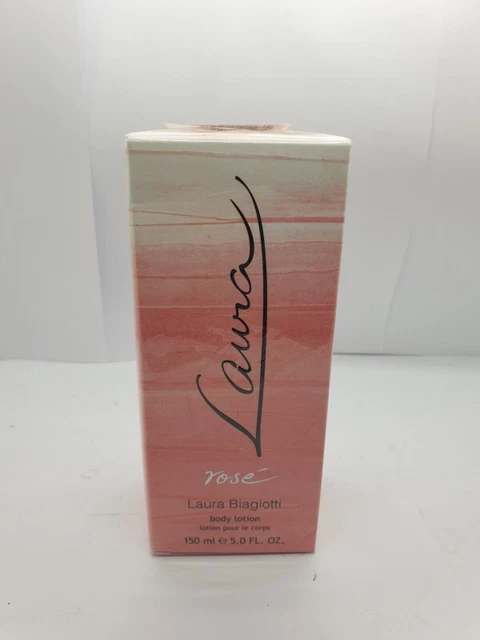 Laura
rosé
Laura Biagiotti
body lotion
lotion pour le corps
150 ml ℮ 5.0 FL. OZ.